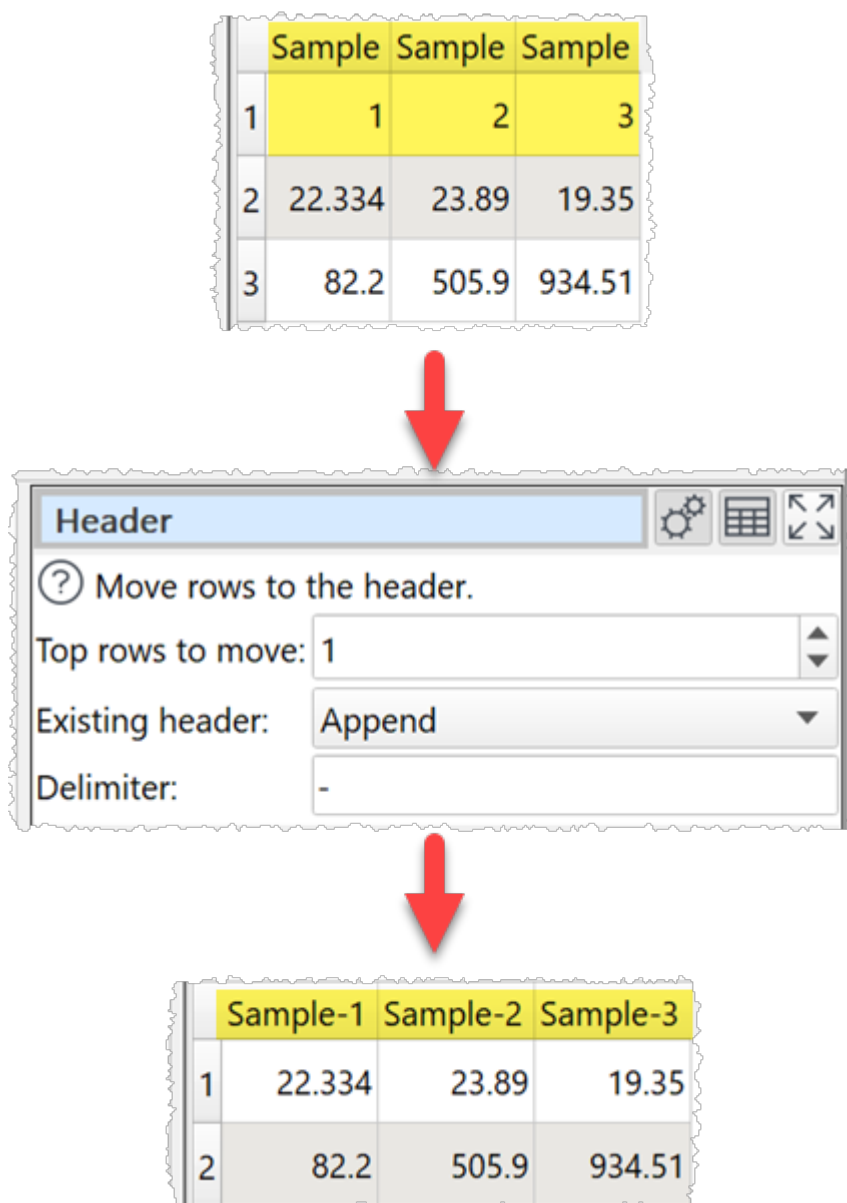 Sample Sample Sample
1 1 2 3
2 22.334 23.89 19.35
3 82.2 505.9 934.51
Header
? Move rows to the header.
Top rows to move: 1
Existing header: Append
Delimiter: -
Sample-1 Sample-2 Sample-3
1 22.334 23.89 19.35
2 82.2 505.9 934.51